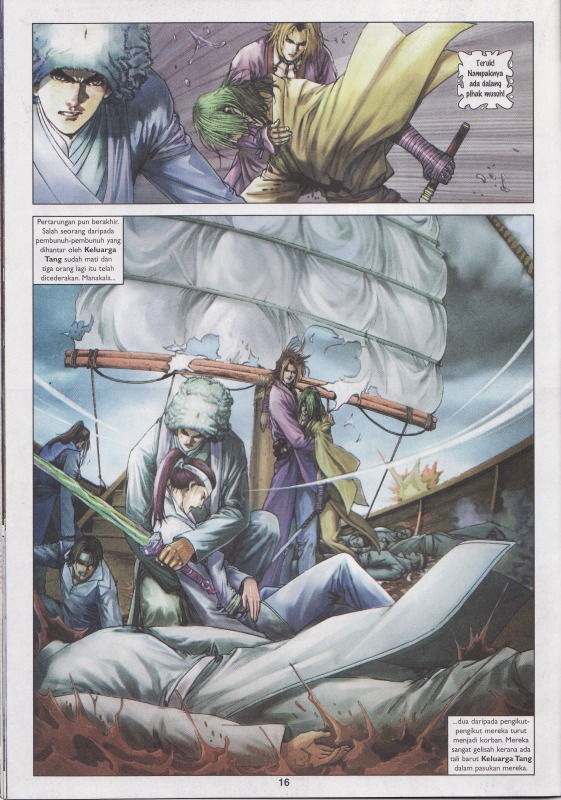 Teruk!
Nampaknya
ada dalang
pihak musuh!
Pertarungan pun berakhir.
Salah seorang daripada
pembunuh-pembunuh yang
dihantar oleh Keluarga
Tang sudah mati dan
tiga orang lagi itu telah
dicederakan. Manakala...
...dua daripada pengikut-
pengikut mereka turut
menjadi korban. Mereka
sangat gelisah kerana ada
tali barut Keluarga Tang
dalam pasukan mereka.
16